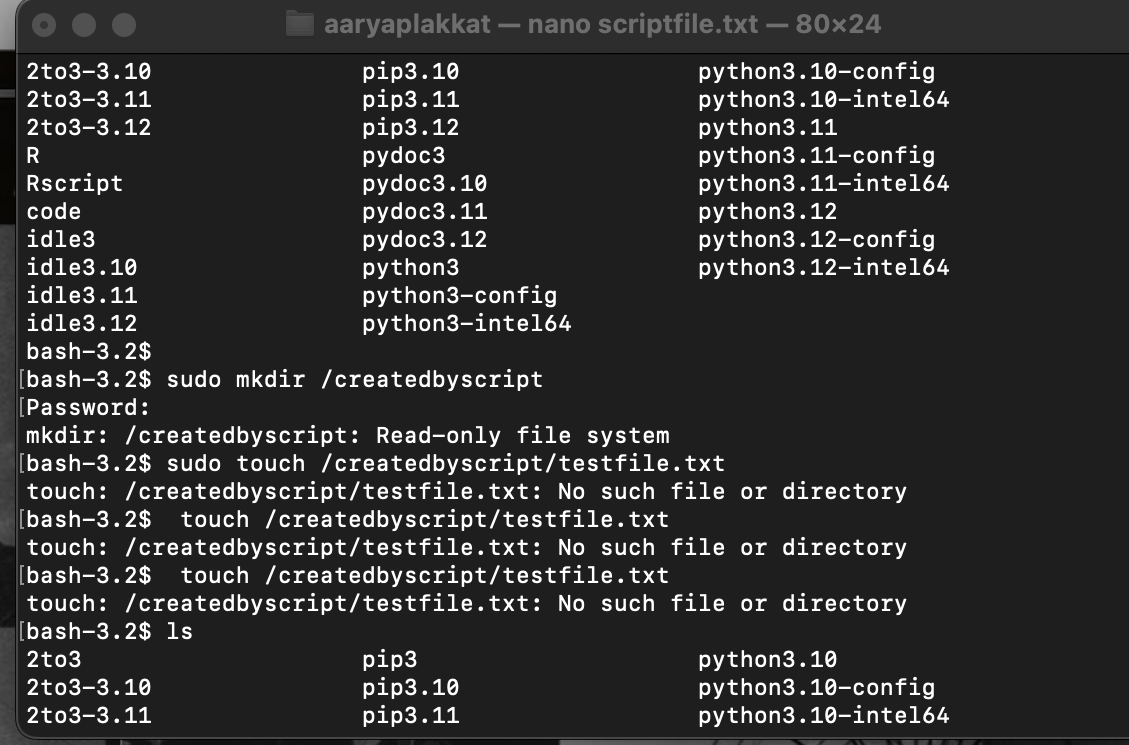 aaryaplakkat — nano scriptfile.txt — 80×24
2to3-3.10 pip3.10 python3.10-config
2to3-3.11 pip3.11 python3.10-intel64
2to3-3.12 pip3.12 python3.11
R pydoc3 python3.11-config
Rscript pydoc3.10 python3.11-intel64
code pydoc3.11 python3.12
idle3 pydoc3.12 python3.12-config
idle3.10 python3 python3.12-intel64
idle3.11 python3-config
idle3.12 python3-intel64
bash-3.2$
[bash-3.2$ sudo mkdir /createdbyscript
[Password:
mkdir: /createdbyscript: Read-only file system
[bash-3.2$ sudo touch /createdbyscript/testfile.txt
touch: /createdbyscript/testfile.txt: No such file or directory
[bash-3.2$  touch /createdbyscript/testfile.txt
touch: /createdbyscript/testfile.txt: No such file or directory
[bash-3.2$  touch /createdbyscript/testfile.txt
touch: /createdbyscript/testfile.txt: No such file or directory
[bash-3.2$ ls
2to3 pip3 python3.10
2to3-3.10 pip3.10 python3.10-config
2to3-3.11 pip3.11 python3.10-intel64